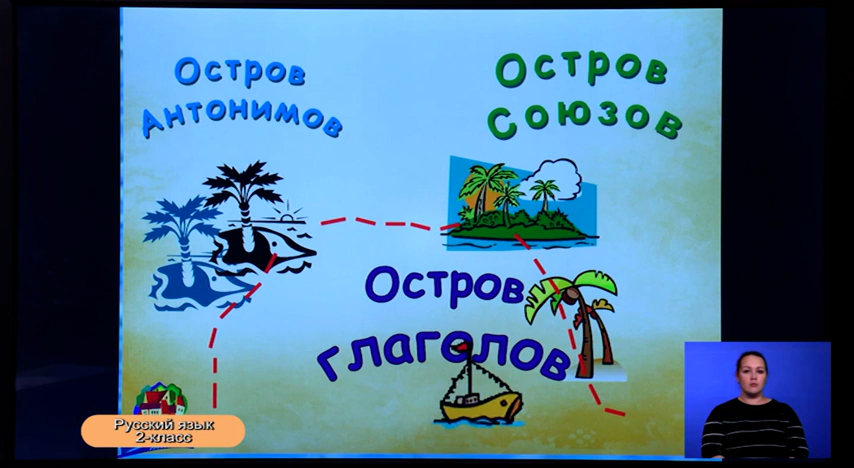 Остров
Антонимов
Остров
Союзов
Остров
глаголов
Русский язык
2-класс